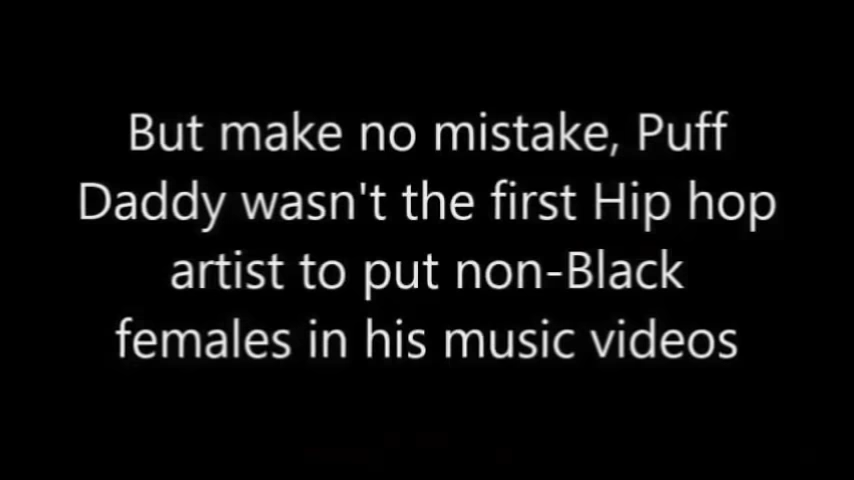 But make no mistake, Puff
Daddy wasn't the first Hip hop
artist to put non-Black
females in his music videos